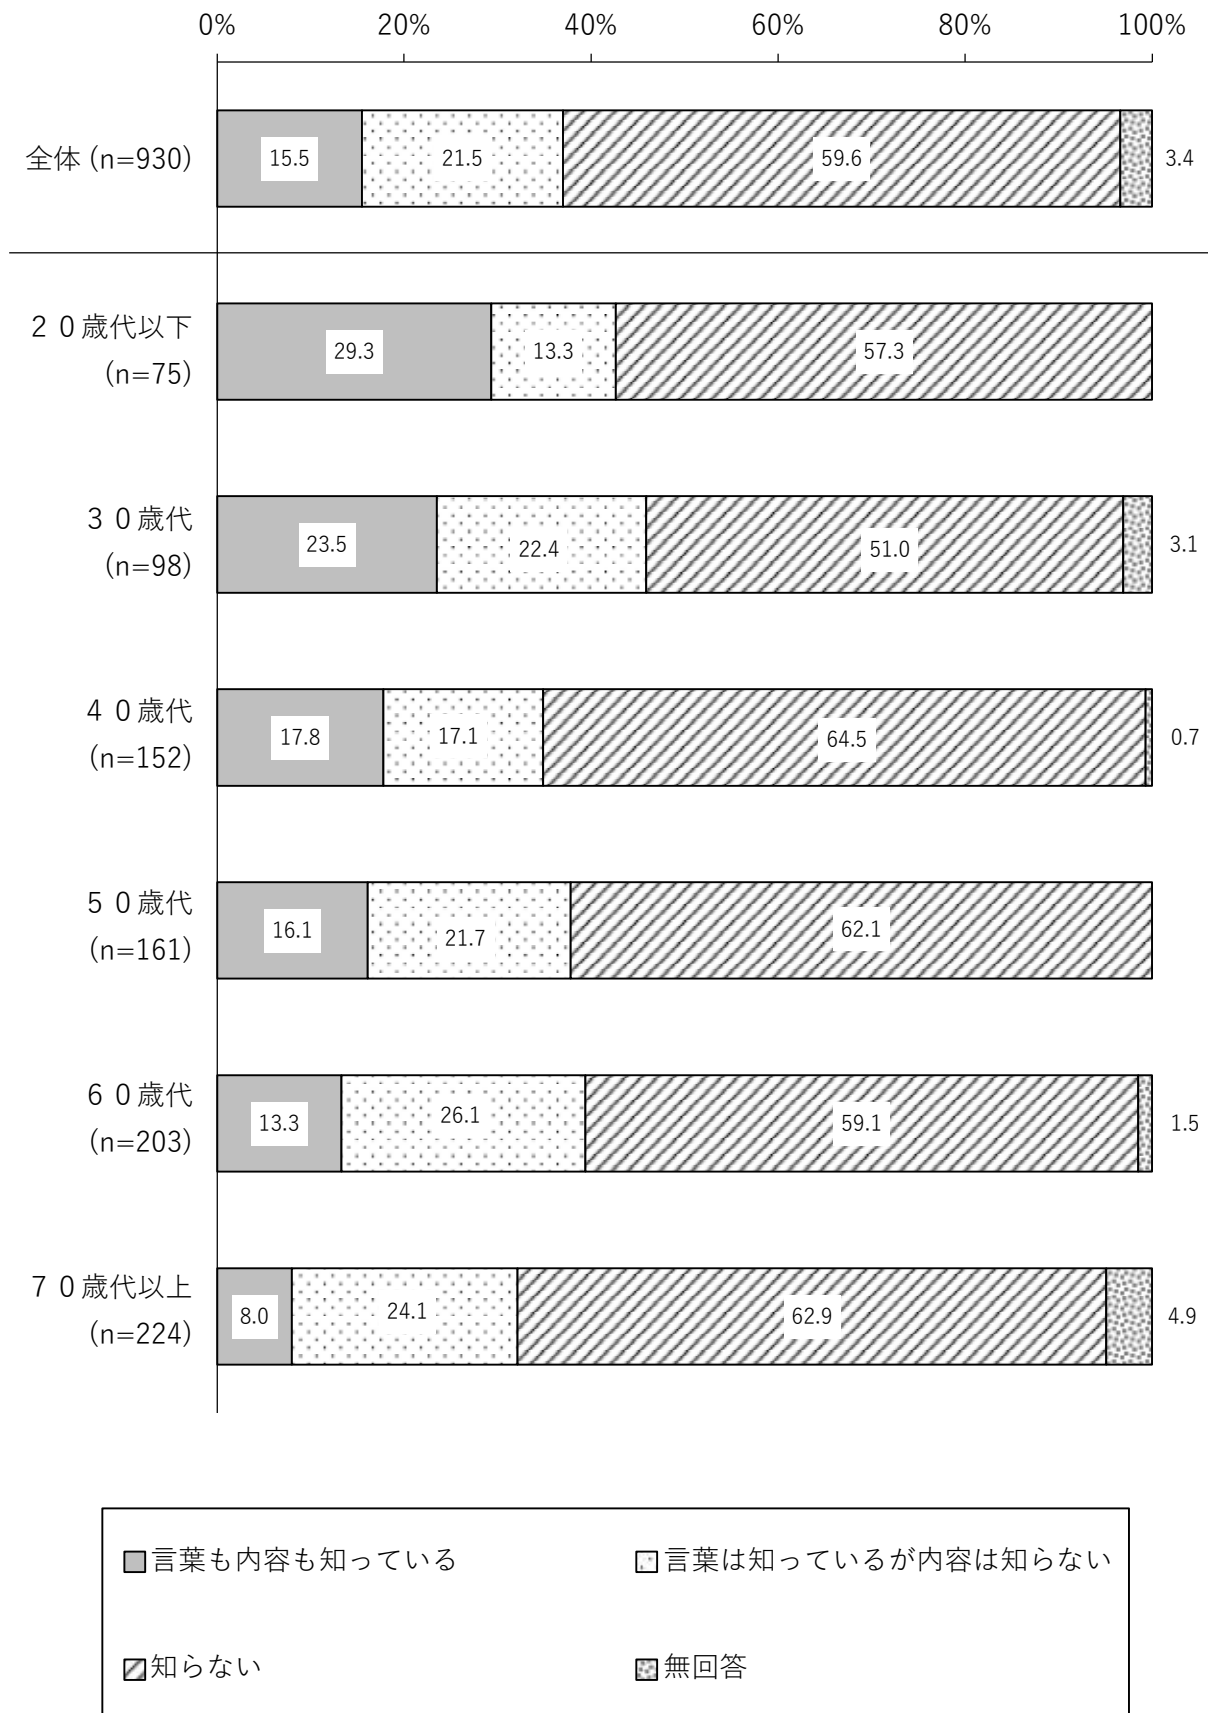 0% 20% 40% 60% 80% 100%
全体 (n=930) 15.5 21.5 59.6 3.4
２０歳代以下
(n=75) 29.3 13.3 57.3
３０歳代
(n=98) 23.5 22.4 51.0 3.1
４０歳代
(n=152) 17.8 17.1 64.5 0.7
５０歳代
(n=161) 16.1 21.7 62.1
６０歳代
(n=203) 13.3 26.1 59.1 1.5
７０歳代以上
(n=224) 8.0 24.1 62.9 4.9
言葉も内容も知っている 言葉は知っているが内容は知らない
知らない 無回答